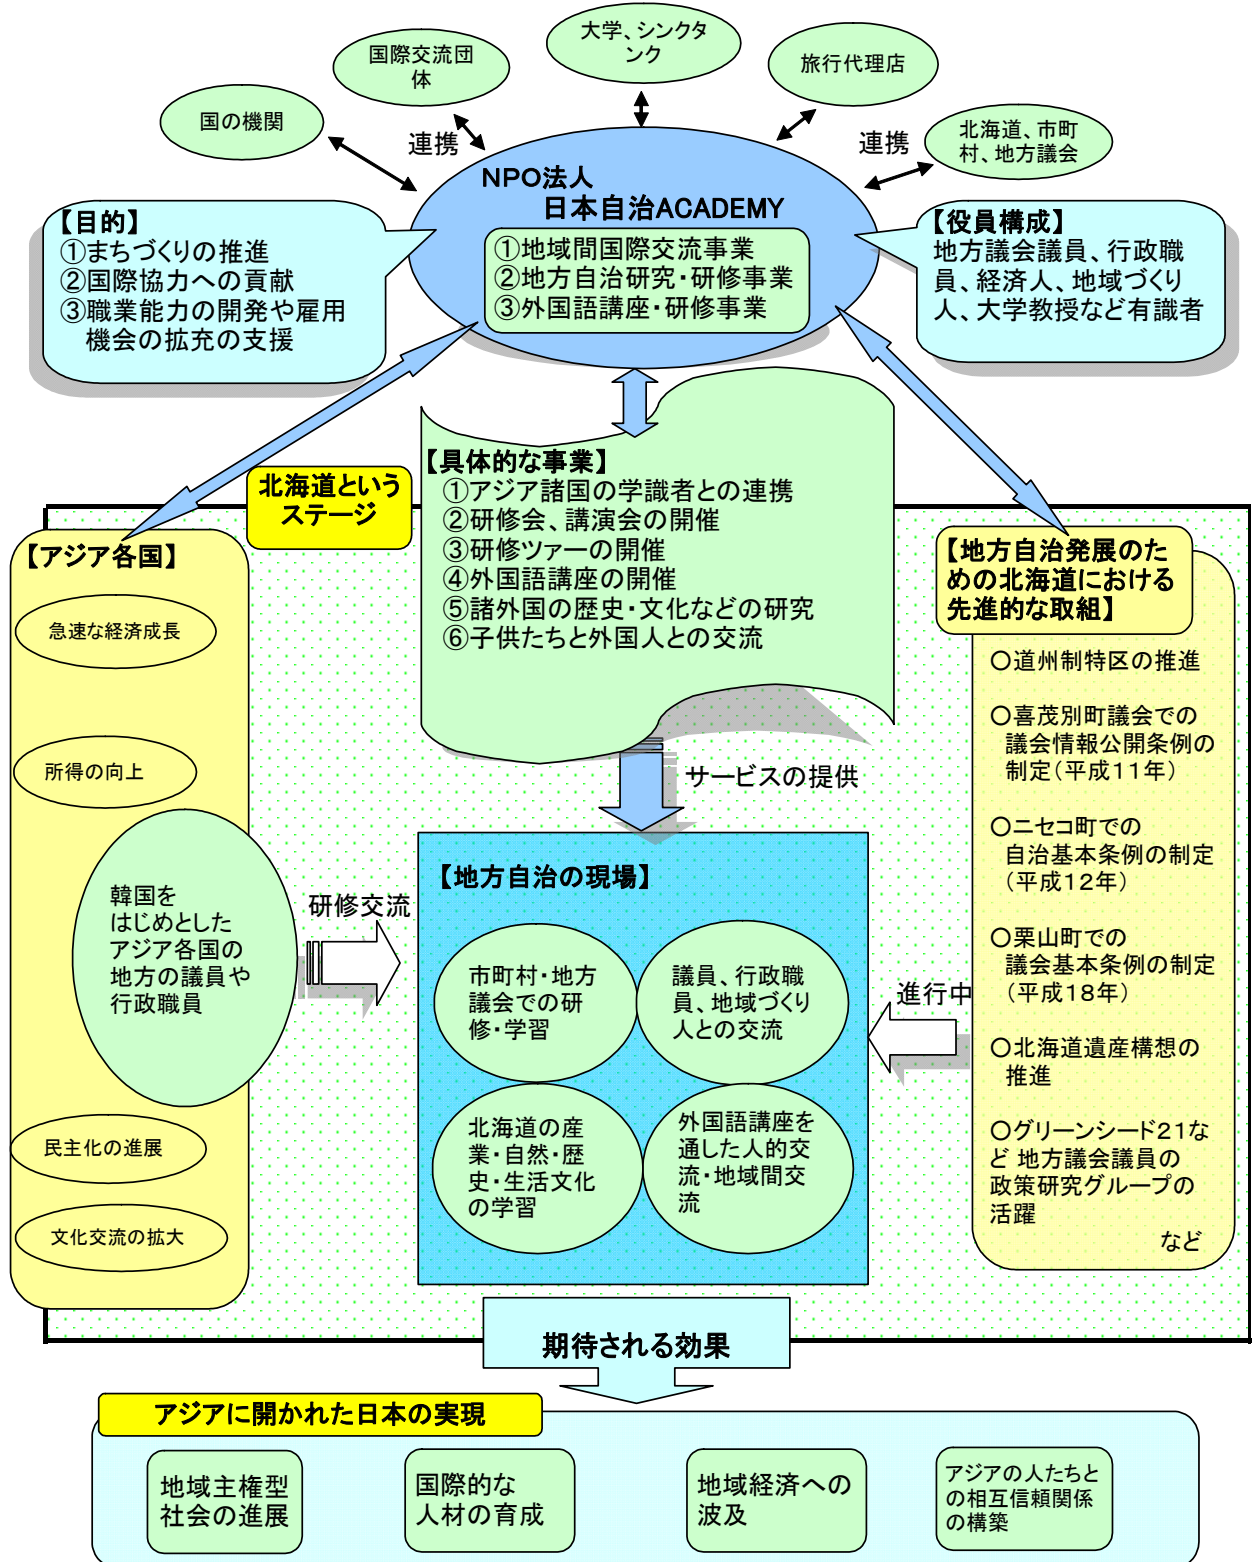 大学、シンクタ
ンク
国際交流団
体
旅行代理店
国の機関
北海道、市町
村、地方議会
連携
連携
NPO法人
日本自治ACADEMY
①地域間国際交流事業
②地方自治研究・研修事業
③外国語講座・研修事業
【目的】
①まちづくりの推進
②国際協力への貢献
③職業能力の開発や雇用
機会の拡充の支援
【役員構成】
地方議会議員、行政職
員、経済人、地域づくり
人、大学教授など有識者
【具体的な事業】
①アジア諸国の学識者との連携
②研修会、講演会の開催
③研修ツァーの開催
④外国語講座の開催
⑤諸外国の歴史・文化などの研究
⑥子供たちと外国人との交流
北海道という
ステージ
【アジア各国】
急速な経済成長
所得の向上
韓国を
はじめとした
アジア各国の
地方の議員や
行政職員
民主化の進展
文化交流の拡大
研修交流
サービスの提供
【地方自治の現場】
市町村・地方
議会での研
修・学習
議員、行政職
員、地域づくり
人との交流
北海道の産
業・自然・歴
史・生活文化
の学習
外国語講座を
通した人的交
流・地域間交
流
進行中
【地方自治発展のた
めの北海道における
先進的な取組】
○道州制特区の推進
○喜茂別町議会での
議会情報公開条例の
制定(平成11年)
○ニセコ町での
自治基本条例の制定
(平成12年)
○栗山町での
議会基本条例の制定
(平成18年)
○北海道遺産構想の
推進
○グリーンシード21な
ど 地方議会議員の
政策研究グループの
活躍
など
期待される効果
アジアに開かれた日本の実現
地域主権型
社会の進展
国際的な
人材の育成
地域経済への
波及
アジアの人たちと
の相互信頼関係
の構築